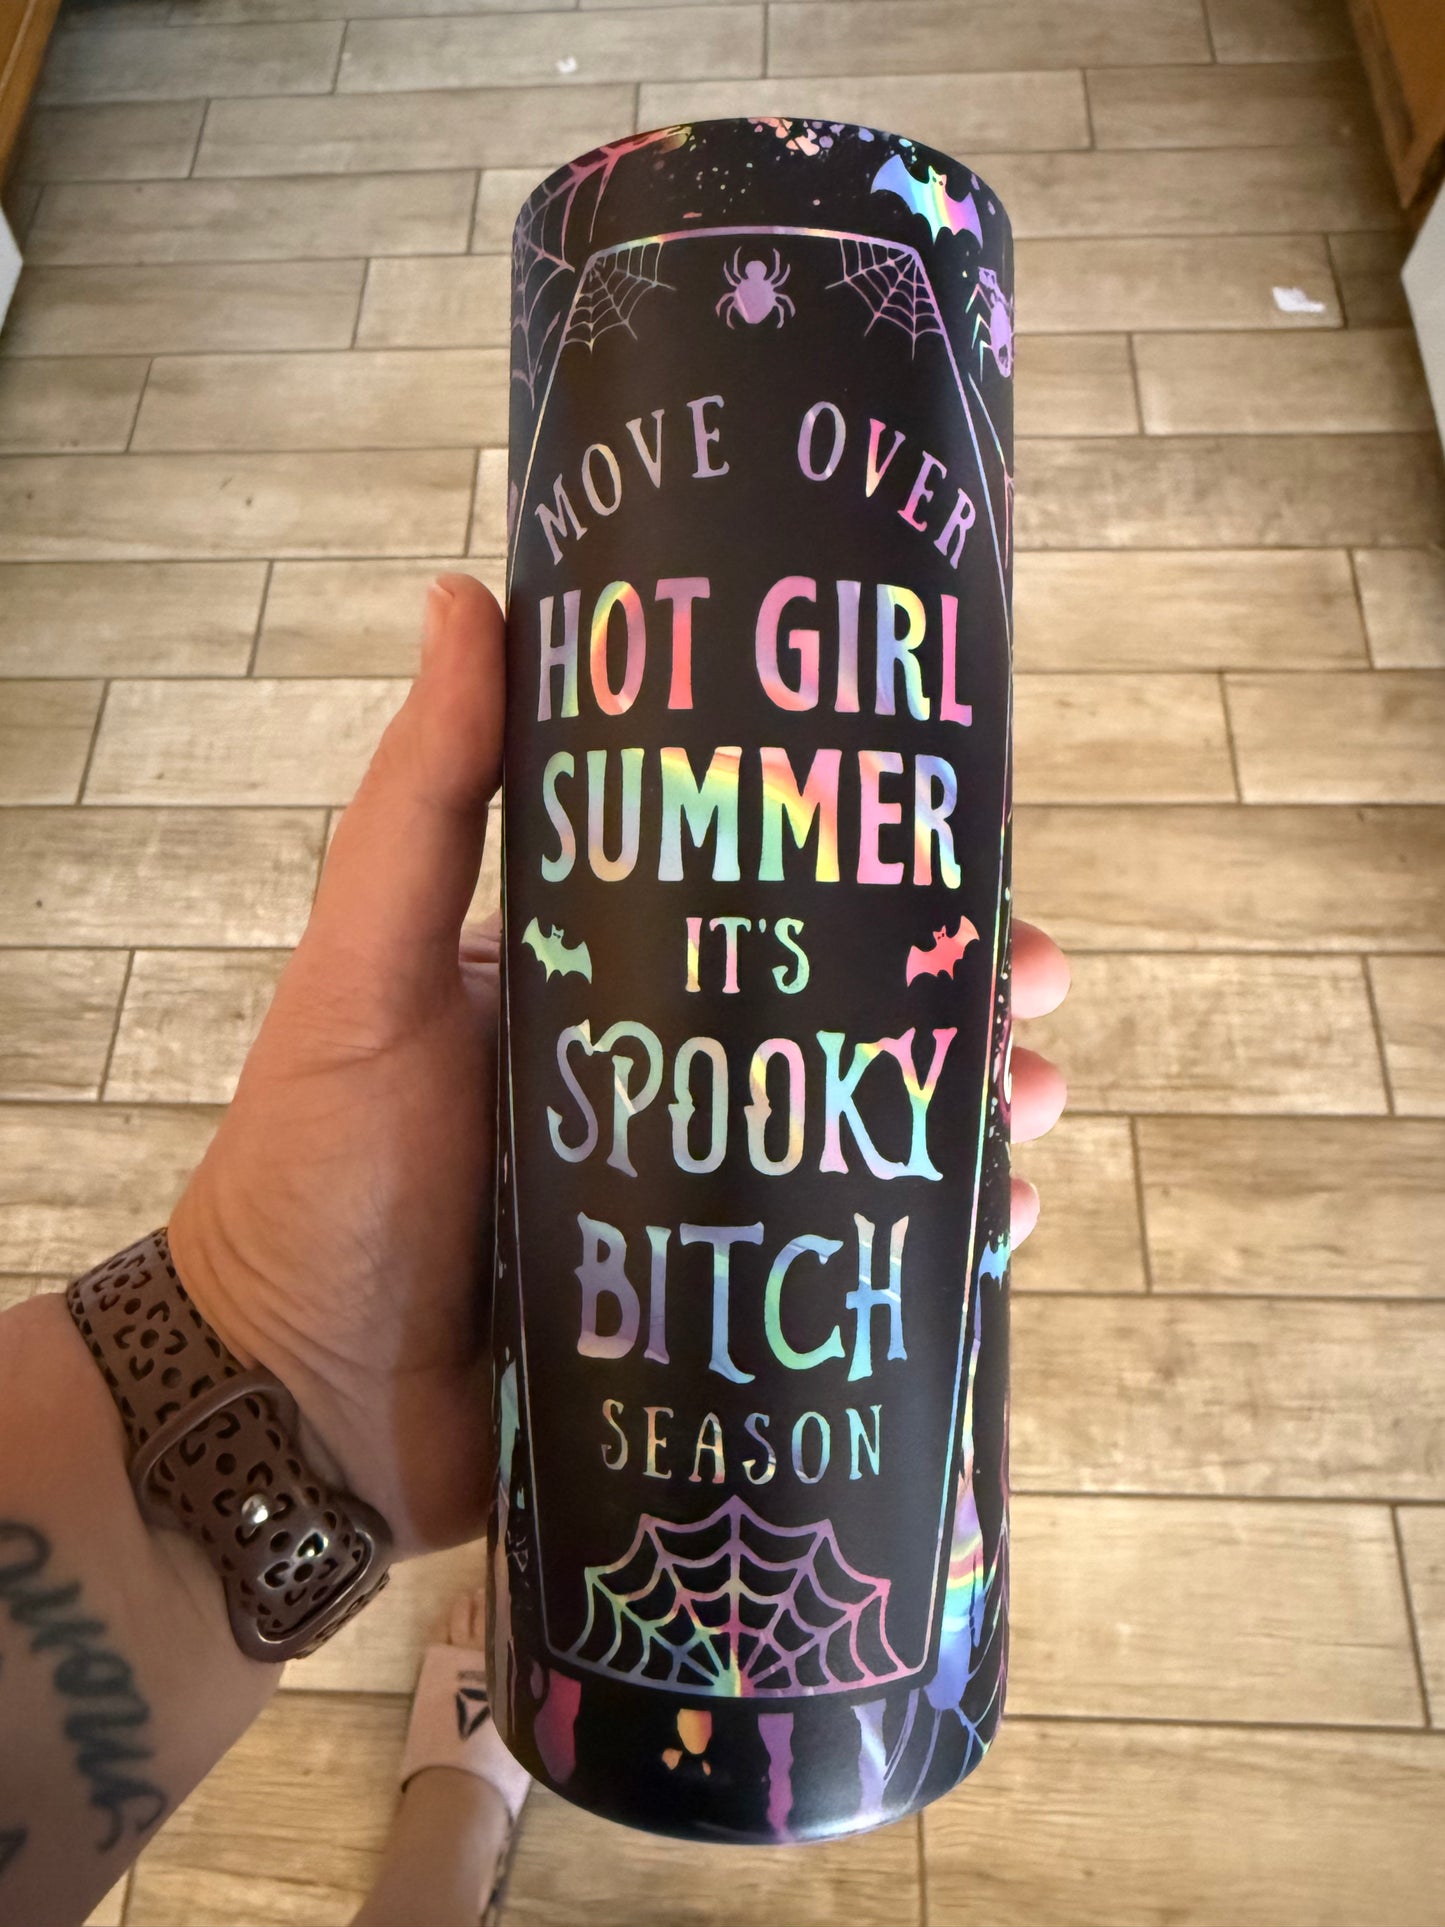 MOVE OVER
HOT GIRL
SUMMER
IT'S
SPOOKY
BITCH
SEASON